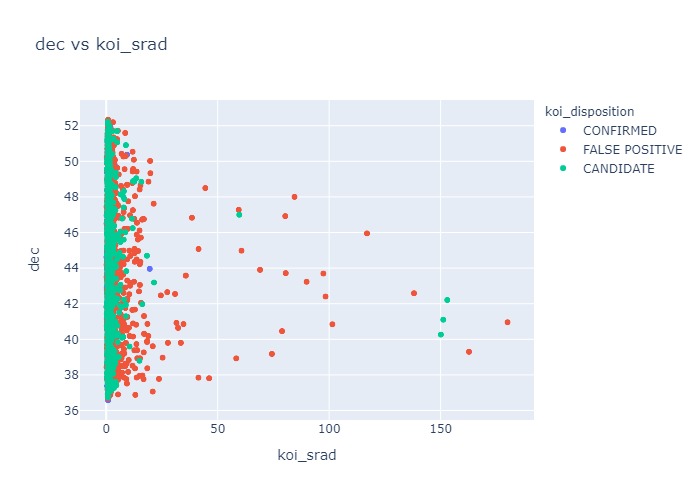 dec vs koi_srad
koi_disposition
CONFIRMED
FALSE POSITIVE
CANDIDATE
52
50
48
46
44
42
40
38
36
dec
0
50
100
150
koi_srad